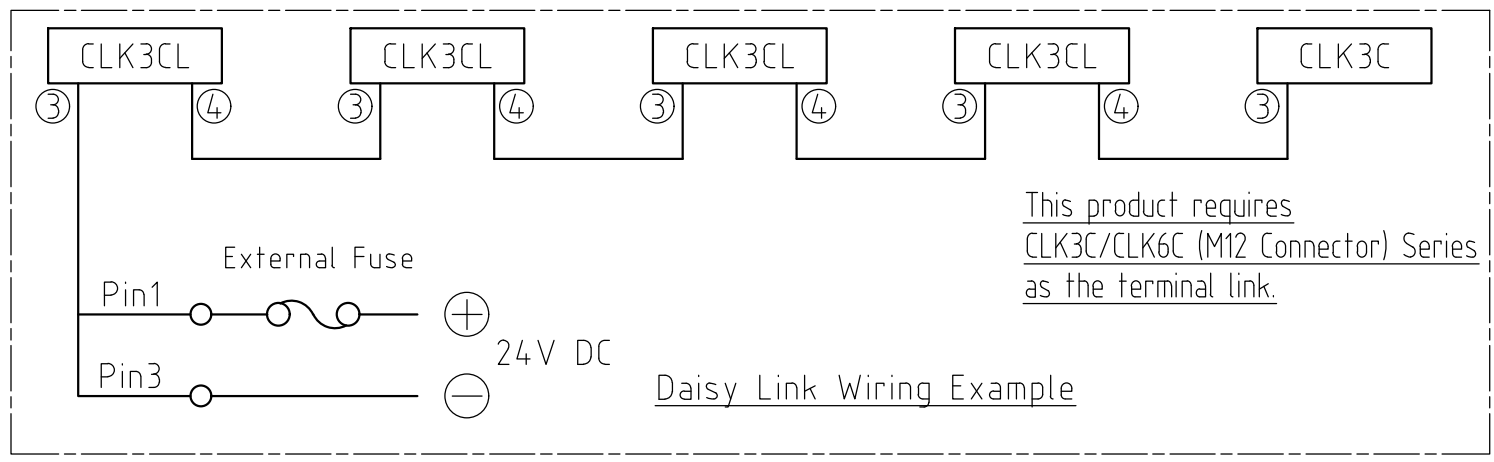 CLK3CL CLK3CL CLK3CL CLK3CL CLK3C
③ ④ ③ ④ ③ ④ ③ ④ ③
This product requires
CLK3C/CLK6C (M12 Connector) Series
as the terminal link.
External Fuse
Pin1
+
24V DC
Pin3
−
Daisy Link Wiring Example